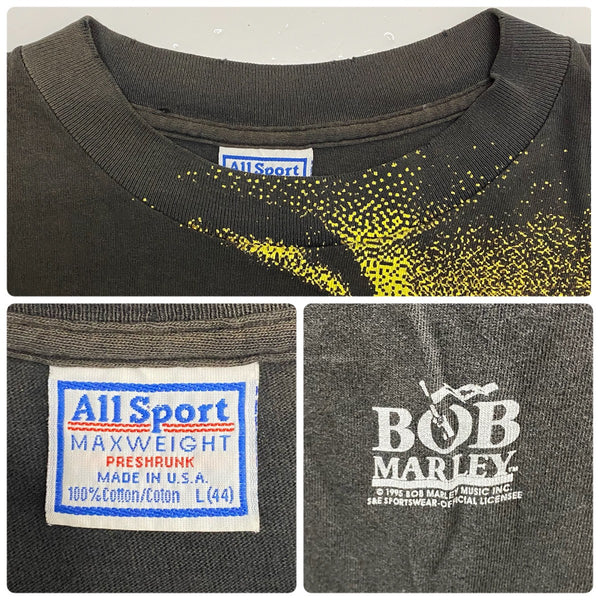 All Sport
All Sport
MAXWEIGHT
PRESHRUNK
MADE IN U.S.A.
100% Cotton/Coton L (44)
BOB
MARLEY™
© 1995 BOB MARLEY MUSIC INC.
S&E SPORTSWEAR-OFFICIAL LICENSEE